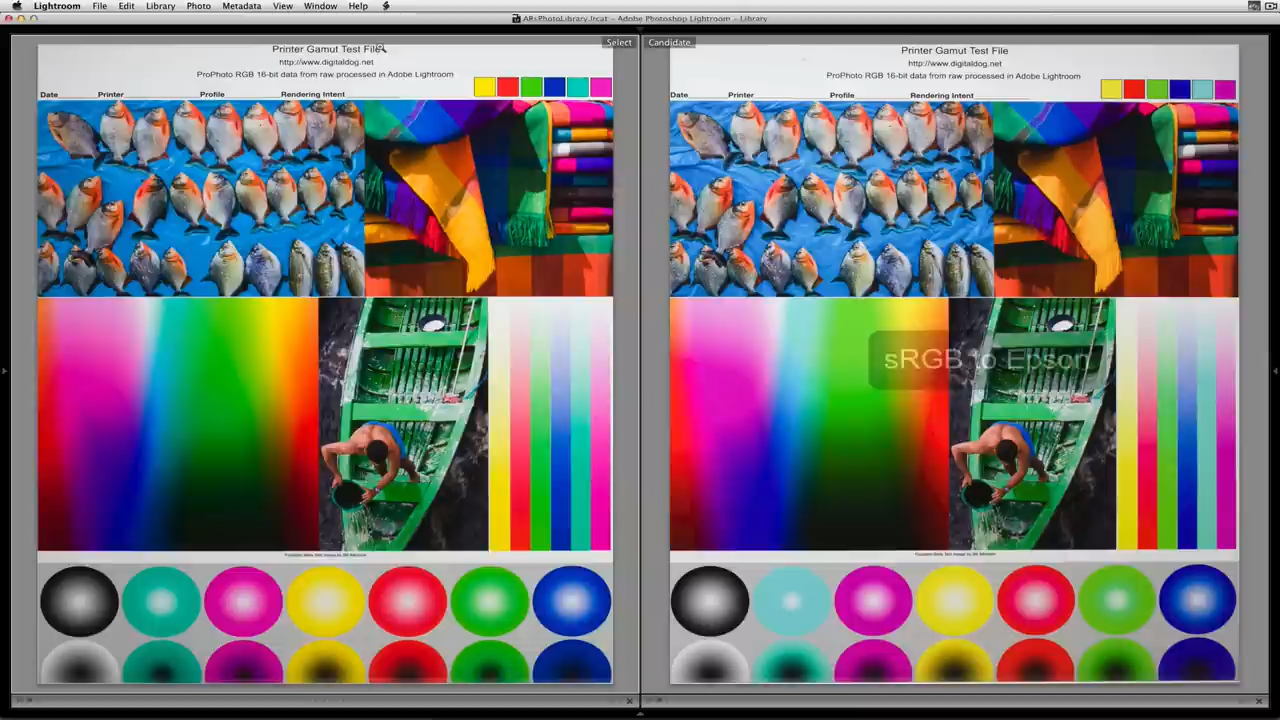 Lightroom File Edit Library Photo Metadata View Window Help
ARsPhotoLibrary.lrcat – Adobe Photoshop Lightroom – Library
Select
Printer Gamut Test File
http://www.digitaldog.net
ProPhoto RGB 16-bit data from raw processed in Adobe Lightroom
Date Printer Profile Rendering Intent
Candidate
Printer Gamut Test File
http://www.digitaldog.net
ProPhoto RGB 16-bit data from raw processed in Adobe Lightroom
Date Printer Profile Rendering Intent
sRGB to Epson